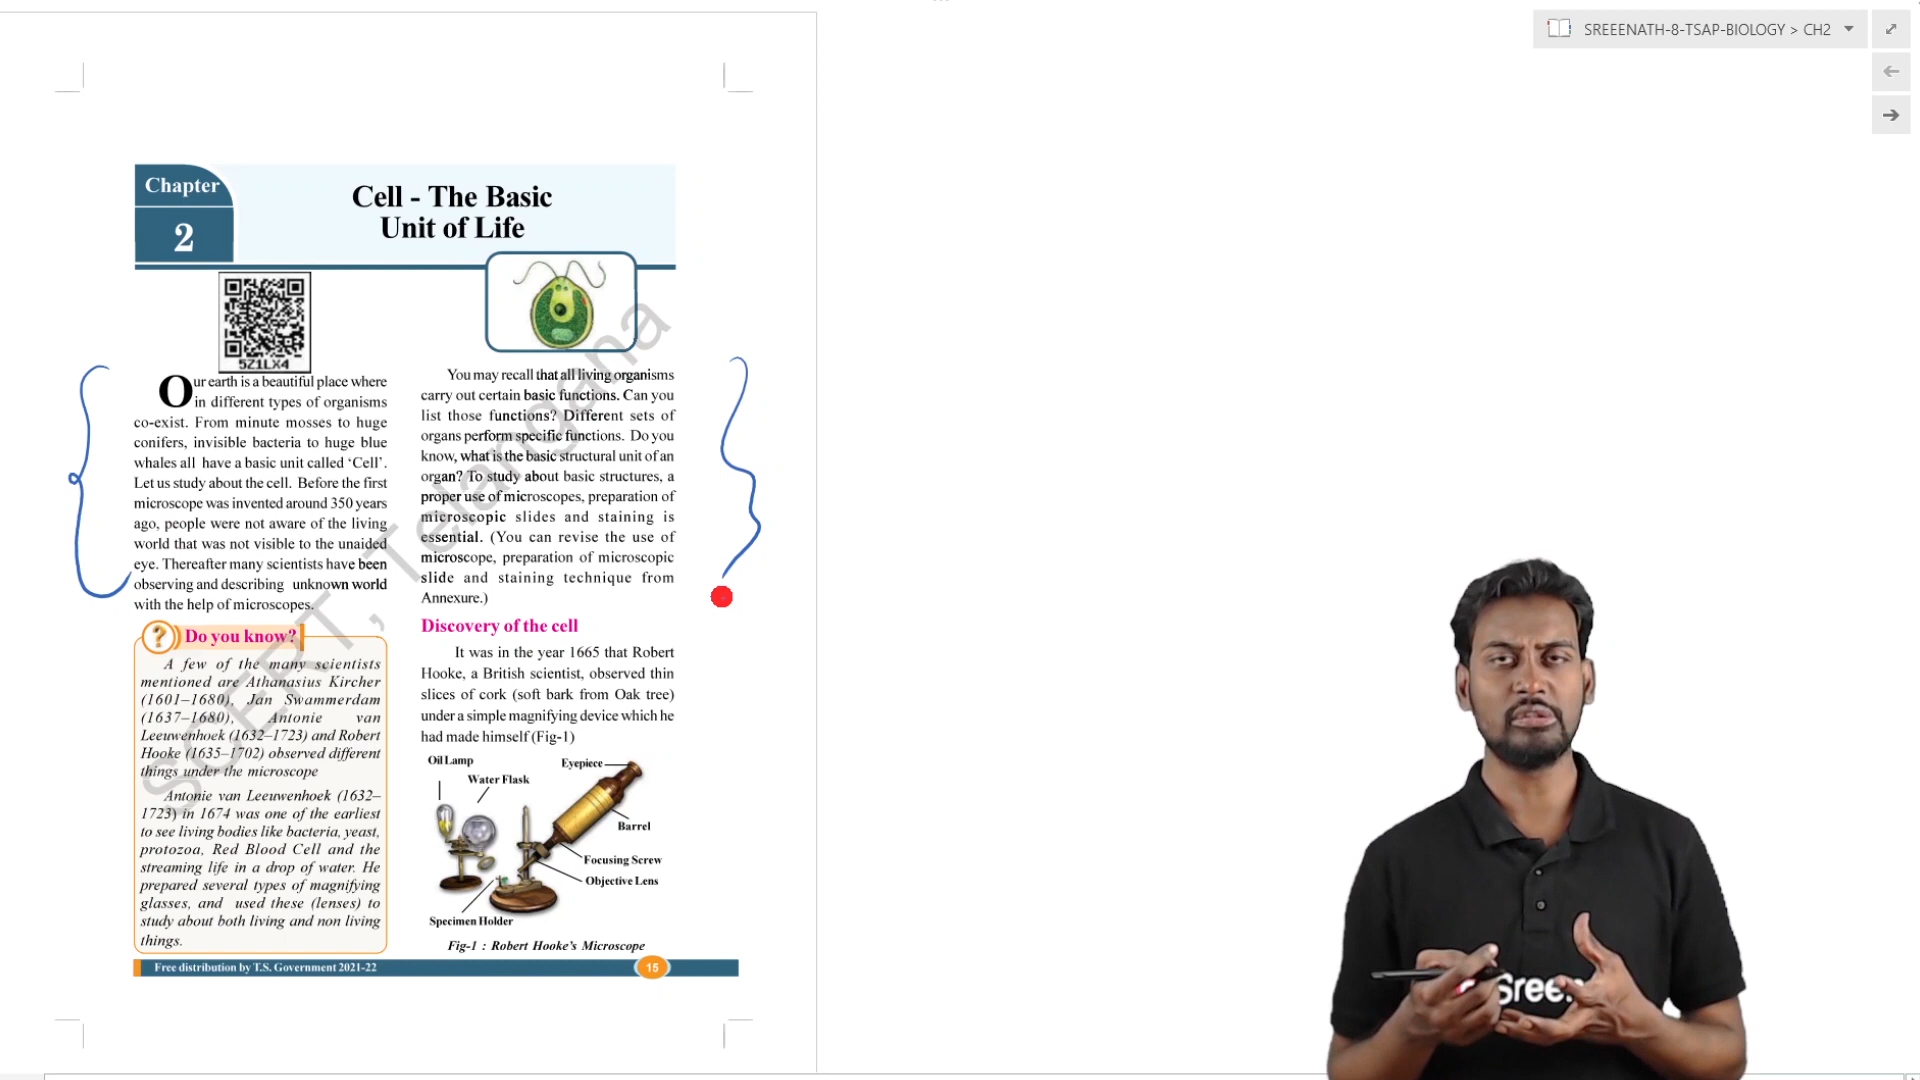 SREEENATH-8-TSAP-BIOLOGY > CH2
Chapter
2
Cell - The Basic
Unit of Life
5Z1LX4
Our earth is a beautiful place where
in different types of organisms
co-exist. From minute mosses to huge
conifers, invisible bacteria to huge blue
whales all have a basic unit called ‘Cell’.
Let us study about the cell. Before the first
microscope was invented around 350 years
ago, people were not aware of the living
world that was not visible to the unaided
eye. Thereafter many scientists have been
observing and describing unknown world
with the help of microscopes.
? Do you know?
A few of the many scientists
mentioned are Athanasius Kircher
(1601–1680), Jan Swammerdam
(1637–1680), Antonie van
Leeuwenhoek (1632–1723) and Robert
Hooke (1635–1702) observed different
things under the microscope
Antonie van Leeuwenhoek (1632–
1723) in 1674 was one of the earliest
to see living bodies like bacteria, yeast,
protozoa, Red Blood Cell and the
streaming life in a drop of water. He
prepared several types of magnifying
glasses, and used these (lenses) to
study about both living and non living
things.
You may recall that all living organisms
carry out certain basic functions. Can you
list those functions? Different sets of
organs perform specific functions. Do you
know, what is the basic structural unit of an
organ? To study about basic structures, a
proper use of microscopes, preparation of
microscopic slides and staining is
essential. (You can revise the use of
microscope, preparation of microscopic
slide and staining technique from
Annexure.)
Discovery of the cell
It was in the year 1665 that Robert
Hooke, a British scientist, observed thin
slices of cork (soft bark from Oak tree)
under a simple magnifying device which he
had made himself (Fig-1)
Oil Lamp
Water Flask
Eyepiece
Barrel
Focusing Screw
Objective Lens
Specimen Holder
Fig-1 : Robert Hooke's Microscope
Free distribution by T.S. Government 2021-22
15
SCERT, Telangana
Sree